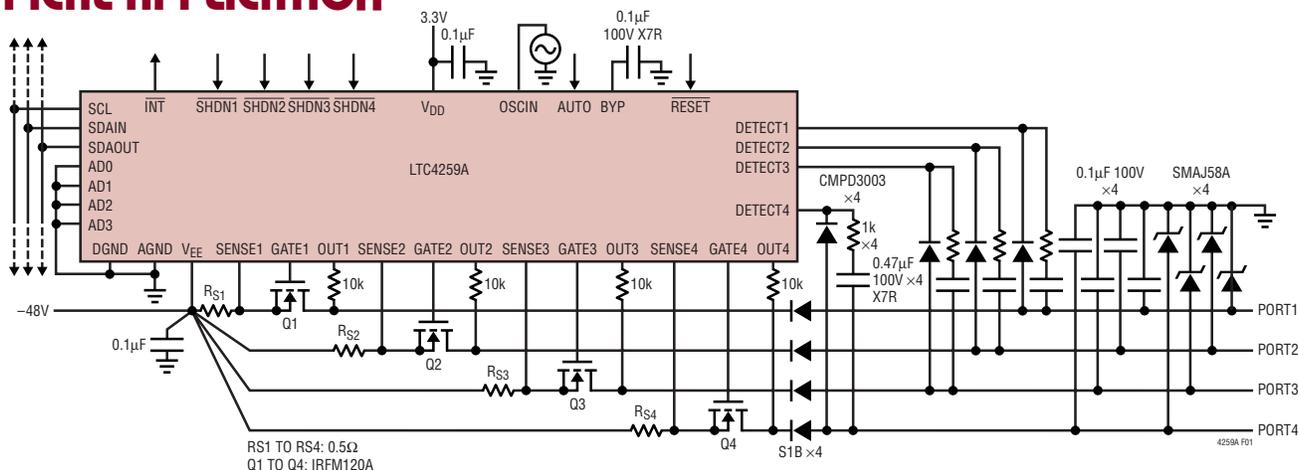 3.3V
0.1µF
0.1µF
100V X7R
SCL
SDAIN
SDAOUT
AD0
AD1
AD2
AD3
INT
SHDN1 SHDN2 SHDN3 SHDN4
VDD
OSCIN
AUTO
BYP
RESET
LTC4259A
DETECT1
DETECT2
DETECT3
DETECT4
DGND AGND VEE SENSE1 GATE1 OUT1 SENSE2 GATE2 OUT2 SENSE3 GATE3 OUT3 SENSE4 GATE4 OUT4
CMPD3003
×4
1k
×4
0.47µF
100V ×4
X7R
0.1µF 100V
×4
SMAJ58A
×4
10k
10k
10k
10k
–48V
0.1µF
RS1
Q1
RS2
Q2
RS3
Q3
RS4
Q4
S1B ×4
PORT1
PORT2
PORT3
PORT4
RS1 TO RS4: 0.5Ω
Q1 TO Q4: IRFM120A
4259A F01